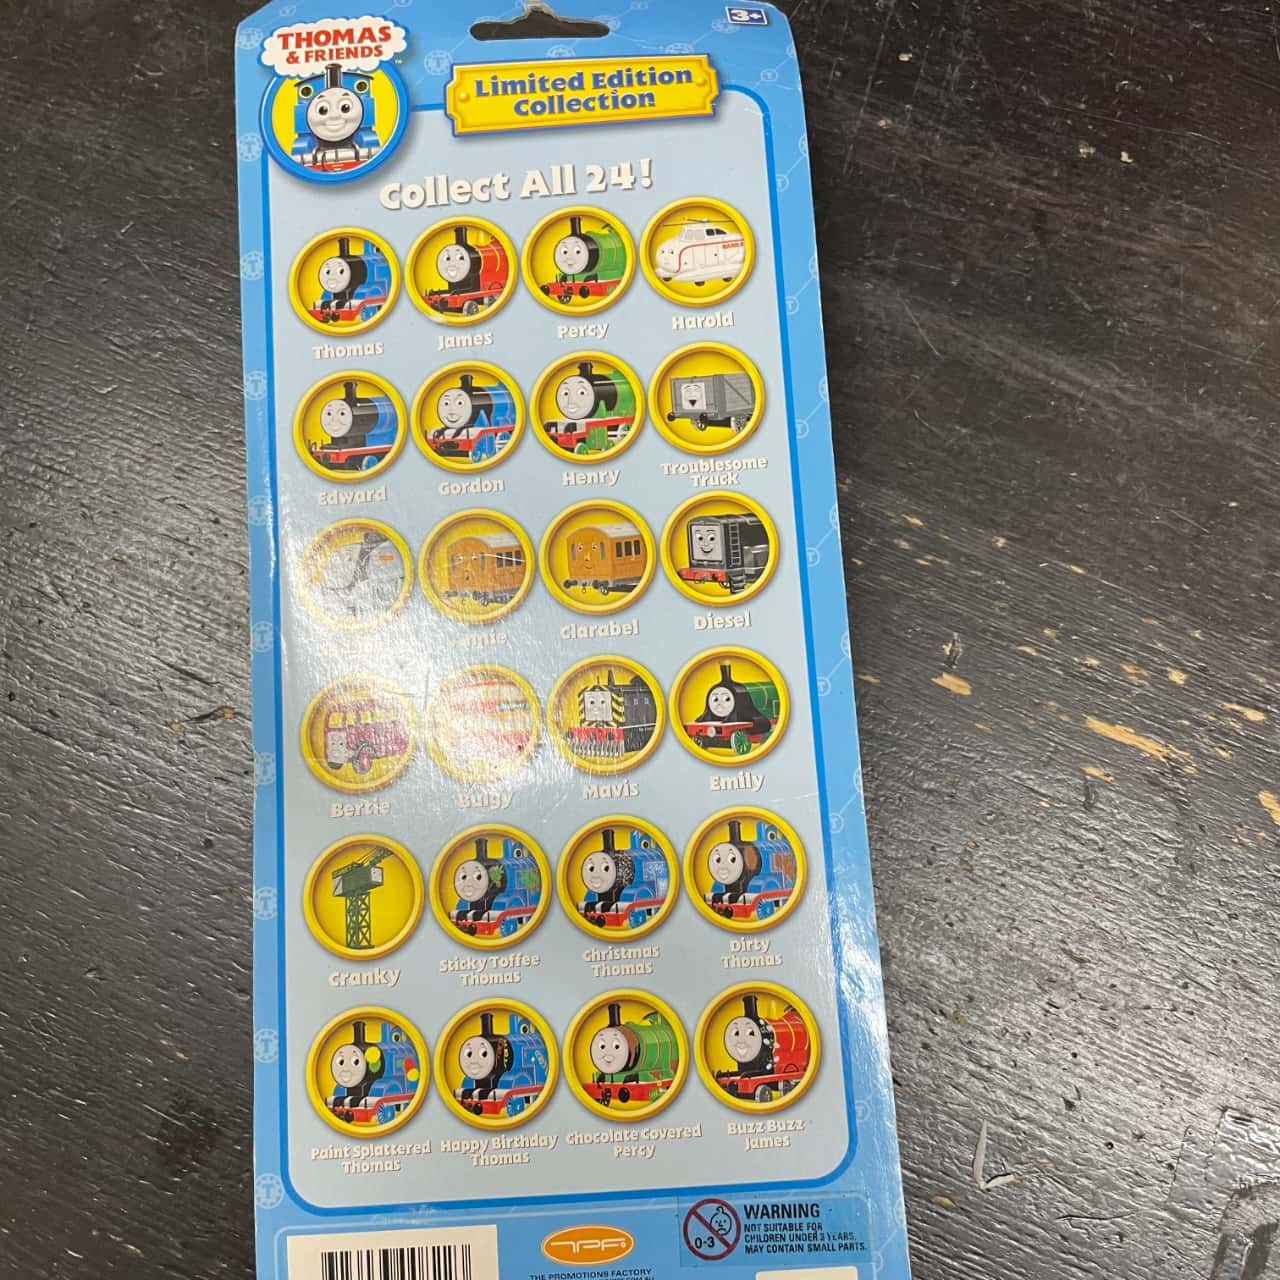 THOMAS
& FRIENDS
3+
Limited Edition
Collection
Collect All 24!
Thomas
James
Percy
Harold
Edward
Gordon
Henry
Troublesome
Truck
Clarabel
Diesel
Bertie
Bulgy
Mavis
Emily
Cranky
Sticky Toffee
Thomas
Christmas
Thomas
Dirty
Thomas
Paint Splattered
Thomas
Happy Birthday
Thomas
Chocolate Covered
Percy
Buzz Buzz
James
0-3
WARNING
NOT SUITABLE FOR
CHILDREN UNDER 3 YEARS.
MAY CONTAIN SMALL PARTS.
TPF
THE PROMOTIONS FACTORY